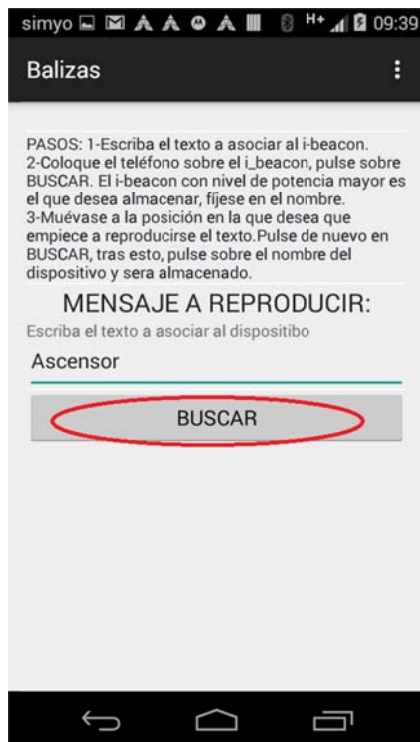 simyo H+ 09:39
Balizas
PASOS: 1-Escriba el texto a asociar al i-beacon.
2-Coloque el teléfono sobre el i_beacon, pulse sobre
BUSCAR. El i-beacon con nivel de potencia mayor es
el que desea almacenar, fíjese en el nombre.
3-Muévase a la posición en la que desea que
empiece a reproducirse el texto.Pulse de nuevo en
BUSCAR, tras esto, pulse sobre el nombre del
dispositivo y sera almacenado.
MENSAJE A REPRODUCIR:
Escriba el texto a asociar al dispositibo
Ascensor
BUSCAR